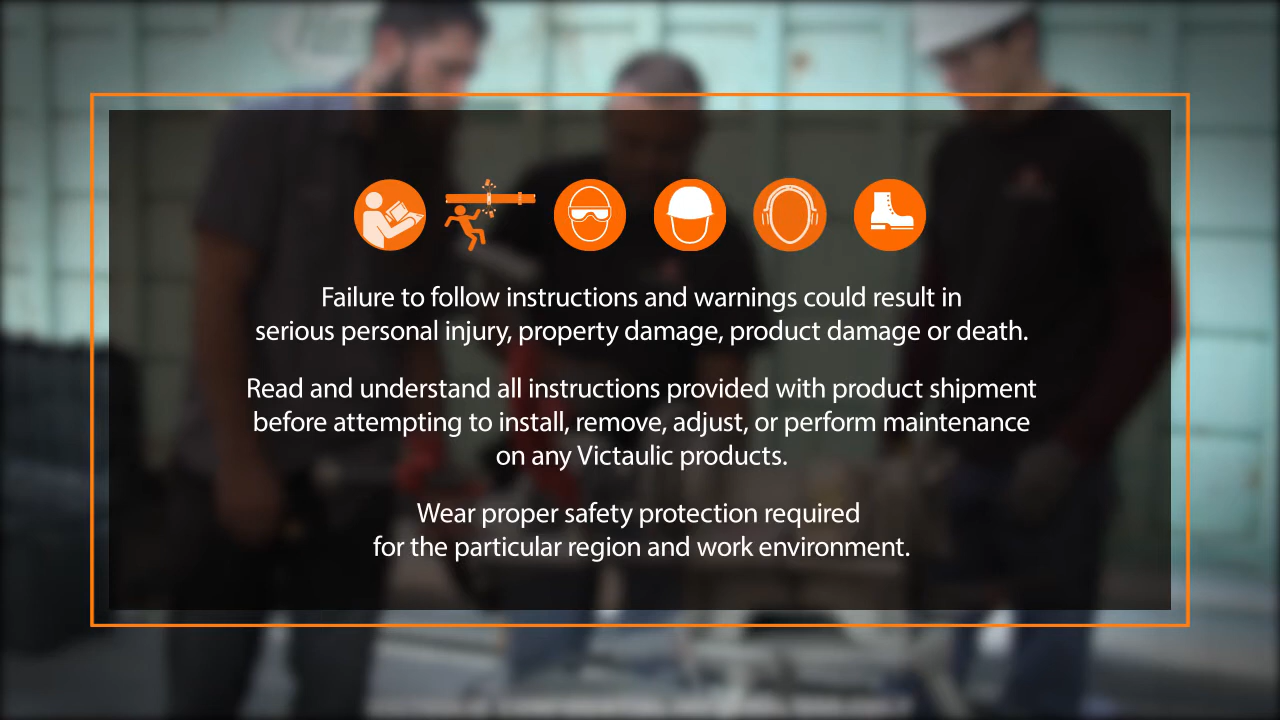 Failure to follow instructions and warnings could result in
serious personal injury, property damage, product damage or death.
Read and understand all instructions provided with product shipment
before attempting to install, remove, adjust, or perform maintenance
on any Victaulic products.
Wear proper safety protection required
for the particular region and work environment.